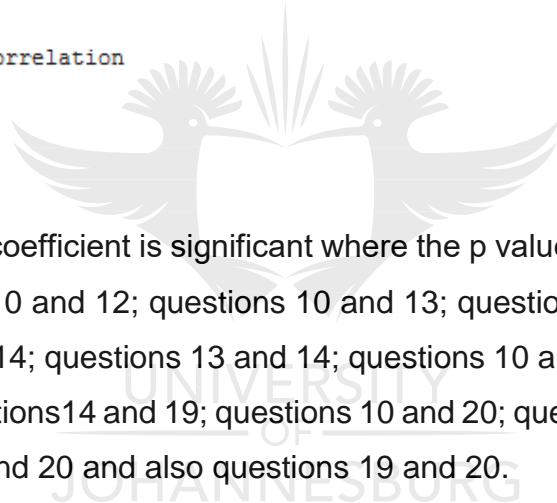 orrelation
coefficient is significant where the p value
0 and 12; questions 10 and 13; questio
14; questions 13 and 14; questions 10 a
UNIVERSITY
tions14 and 19; questions 10 and 20; que
OF
nd 20 and also questions 19 and 20.
JOHANNESBURG